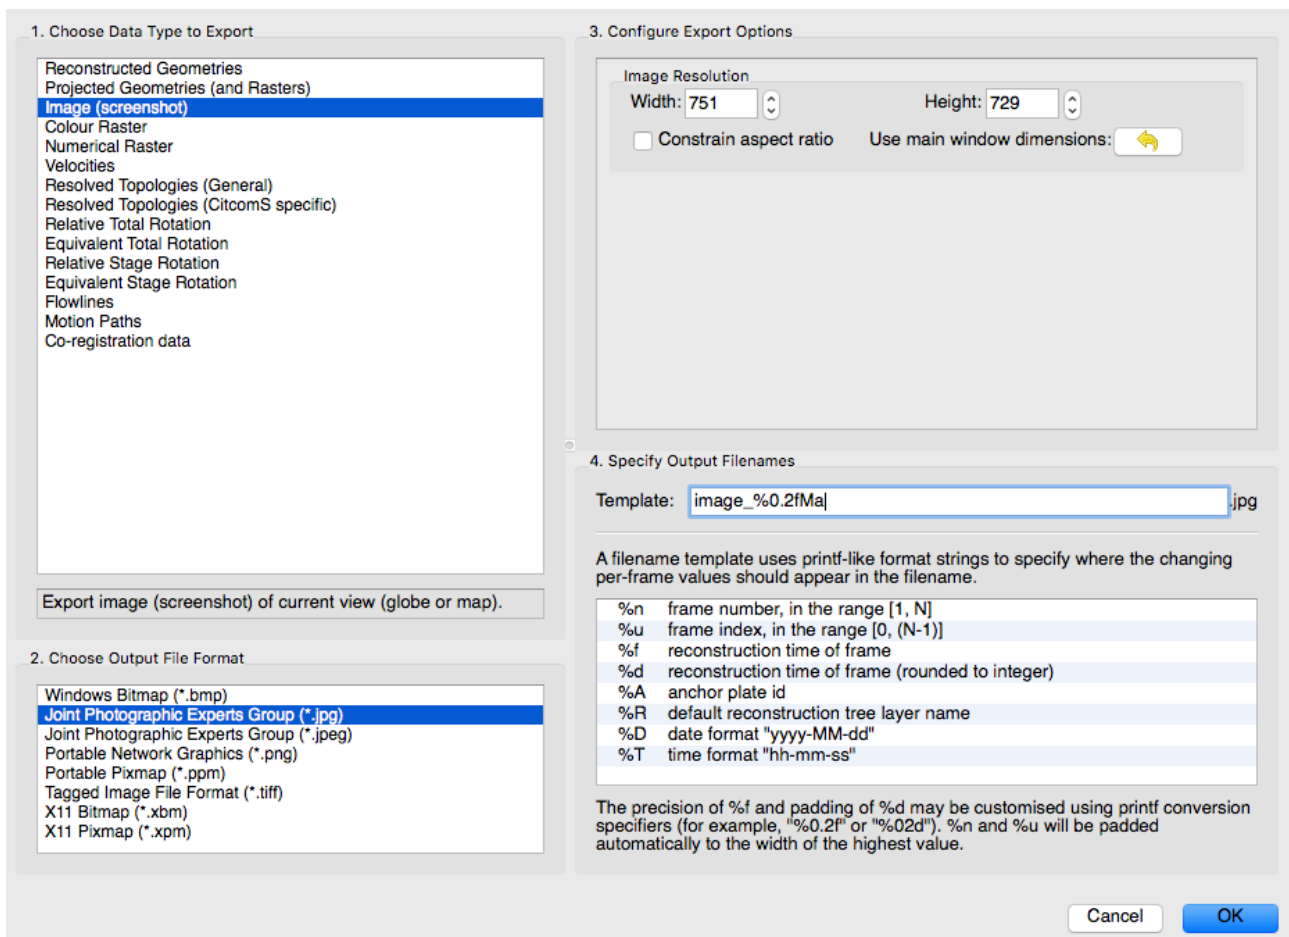 1. Choose Data Type to Export
Reconstructed Geometries
Projected Geometries (and Rasters)
Image (screenshot)
Colour Raster
Numerical Raster
Velocities
Resolved Topologies (General)
Resolved Topologies (CitcomS specific)
Relative Total Rotation
Equivalent Total Rotation
Relative Stage Rotation
Equivalent Stage Rotation
Flowlines
Motion Paths
Co-registration data
Export image (screenshot) of current view (globe or map).
2. Choose Output File Format
Windows Bitmap (*.bmp)
Joint Photographic Experts Group (*.jpg)
Joint Photographic Experts Group (*.jpeg)
Portable Network Graphics (*.png)
Portable Pixmap (*.ppm)
Tagged Image File Format (*.tiff)
X11 Bitmap (*.xbm)
X11 Pixmap (*.xpm)
3. Configure Export Options
Image Resolution
Width: 751 Height: 729
Constrain aspect ratio Use main window dimensions:
4. Specify Output Filenames
Template: image_%0.2fMa .jpg
A filename template uses printf-like format strings to specify where the changing
per-frame values should appear in the filename.
%n frame number, in the range [1, N]
%u frame index, in the range [0, (N-1)]
%f reconstruction time of frame
%d reconstruction time of frame (rounded to integer)
%A anchor plate id
%R default reconstruction tree layer name
%D date format "yyyy-MM-dd"
%T time format "hh-mm-ss"
The precision of %f and padding of %d may be customised using printf conversion
specifiers (for example, "%0.2f" or "%02d"). %n and %u will be padded
automatically to the width of the highest value.
Cancel OK